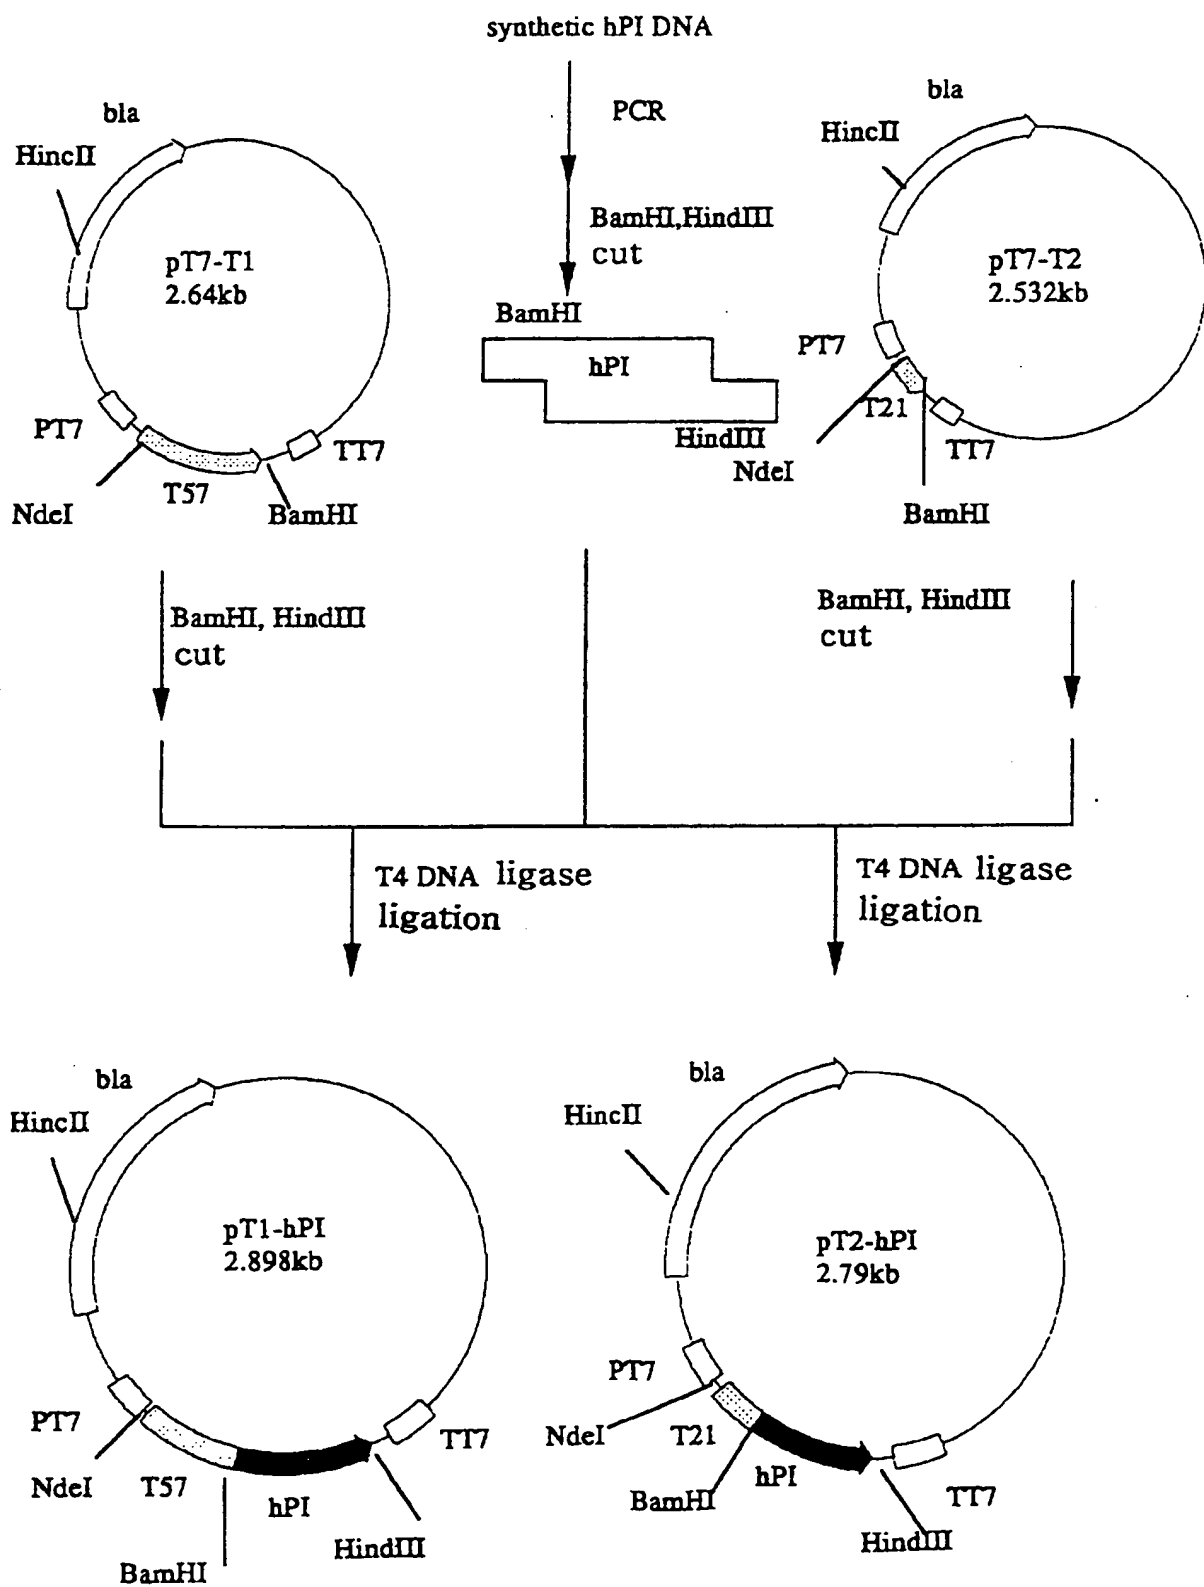 synthetic hPI DNA
PCR
BamHI,HindIII
cut
BamHI
hPI
HindIII
bla
HincII
pT7-T1
2.64kb
PT7
NdeI
T57
BamHI
TT7
bla
HincII
pT7-T2
2.532kb
PT7
T21
TT7
NdeI
BamHI
BamHI, HindIII
cut
BamHI, HindIII
cut
T4 DNA ligase
ligation
T4 DNA ligase
ligation
bla
HincII
pT1-hPI
2.898kb
PT7
NdeI
T57
hPI
TT7
BamHI
HindIII
bla
HincII
pT2-hPI
2.79kb
PT7
NdeI
T21
BamHI
hPI
TT7
HindIII